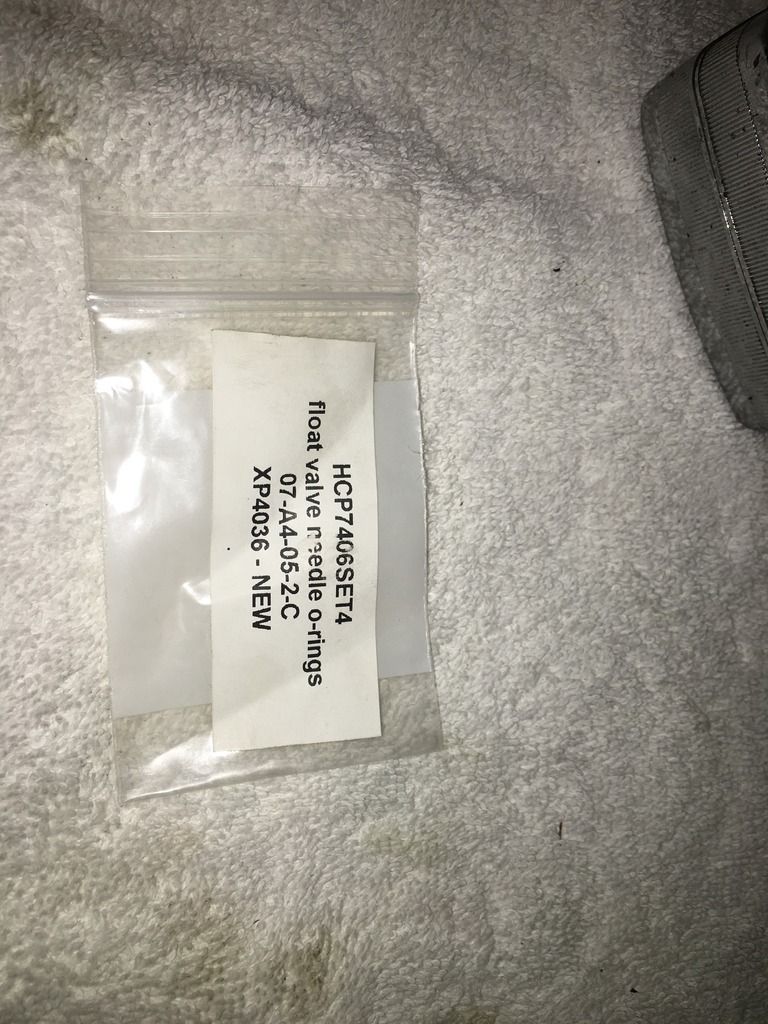 HCP7406SET4
float valve needle o-rings
07-A4-05-2-C
XP4036 - NEW